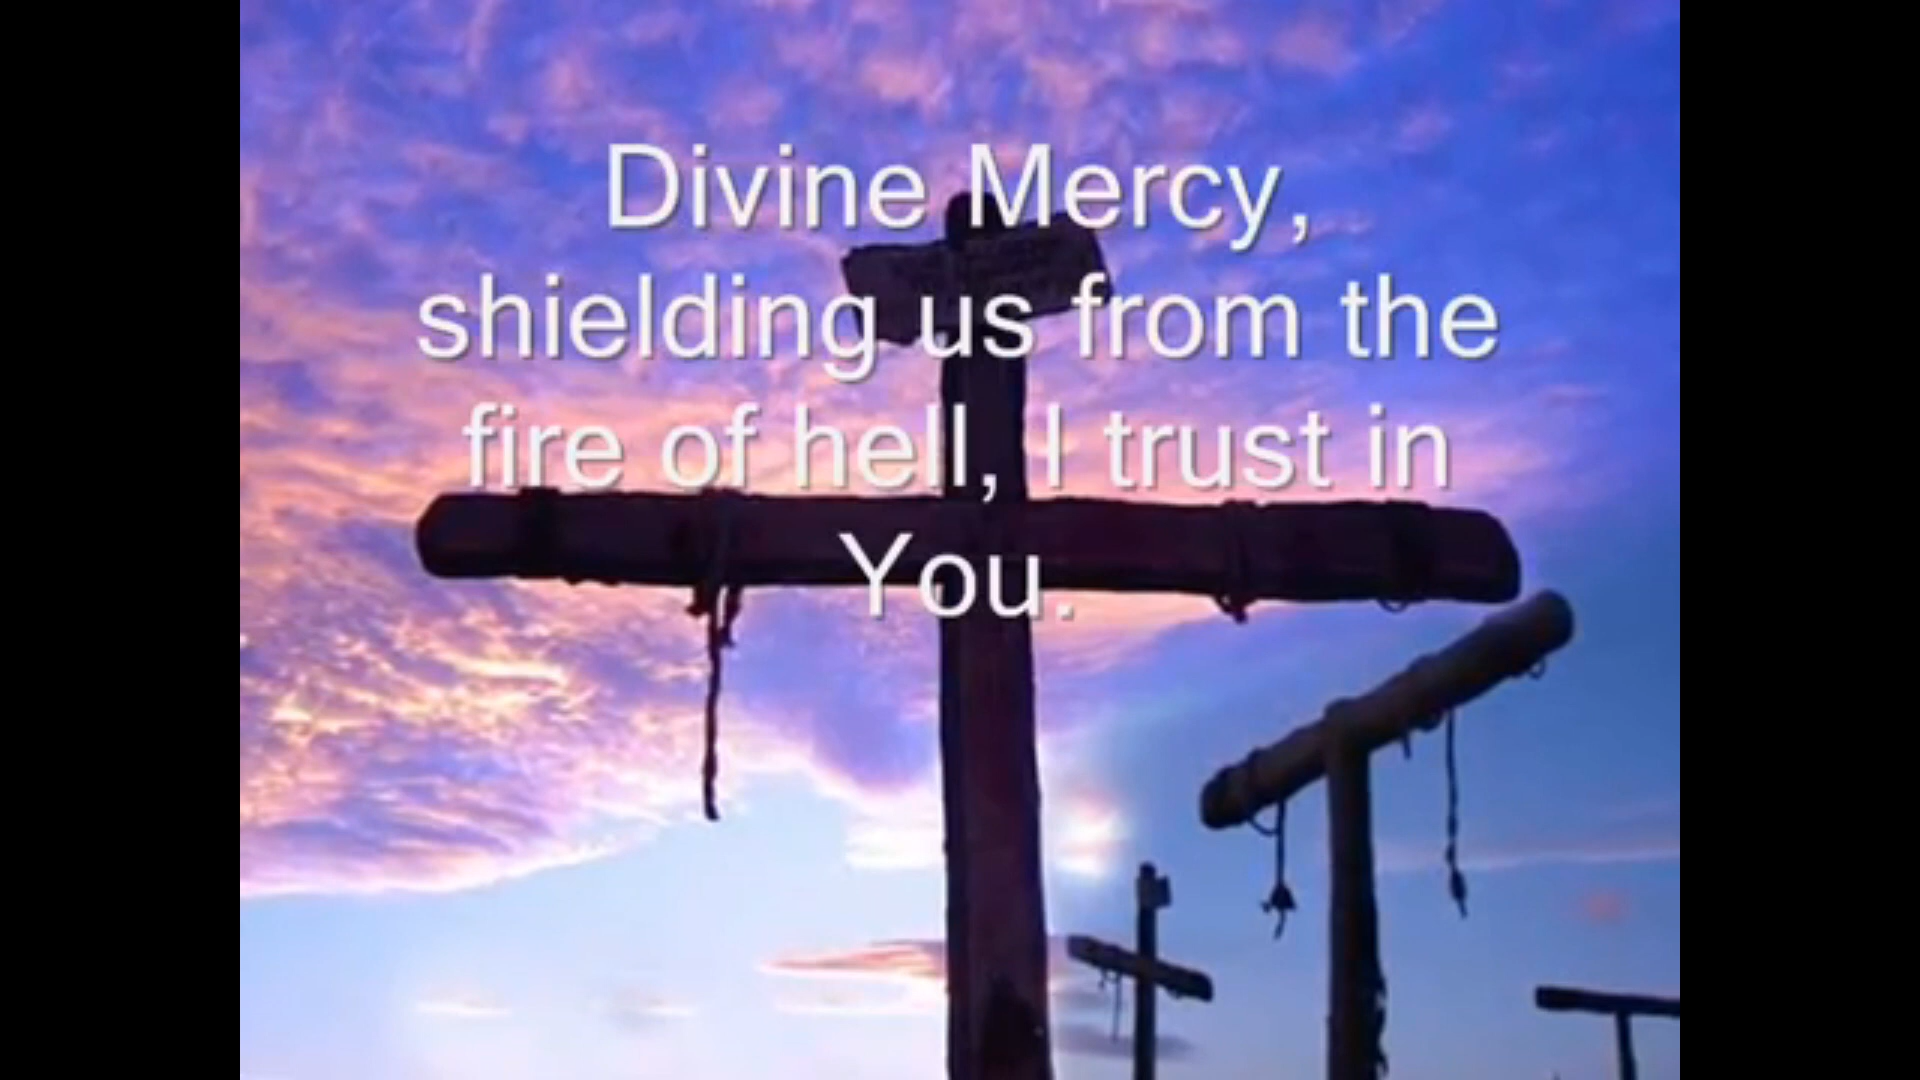 Divine Mercy,
shielding us from the
fire of hell, I trust in
You.